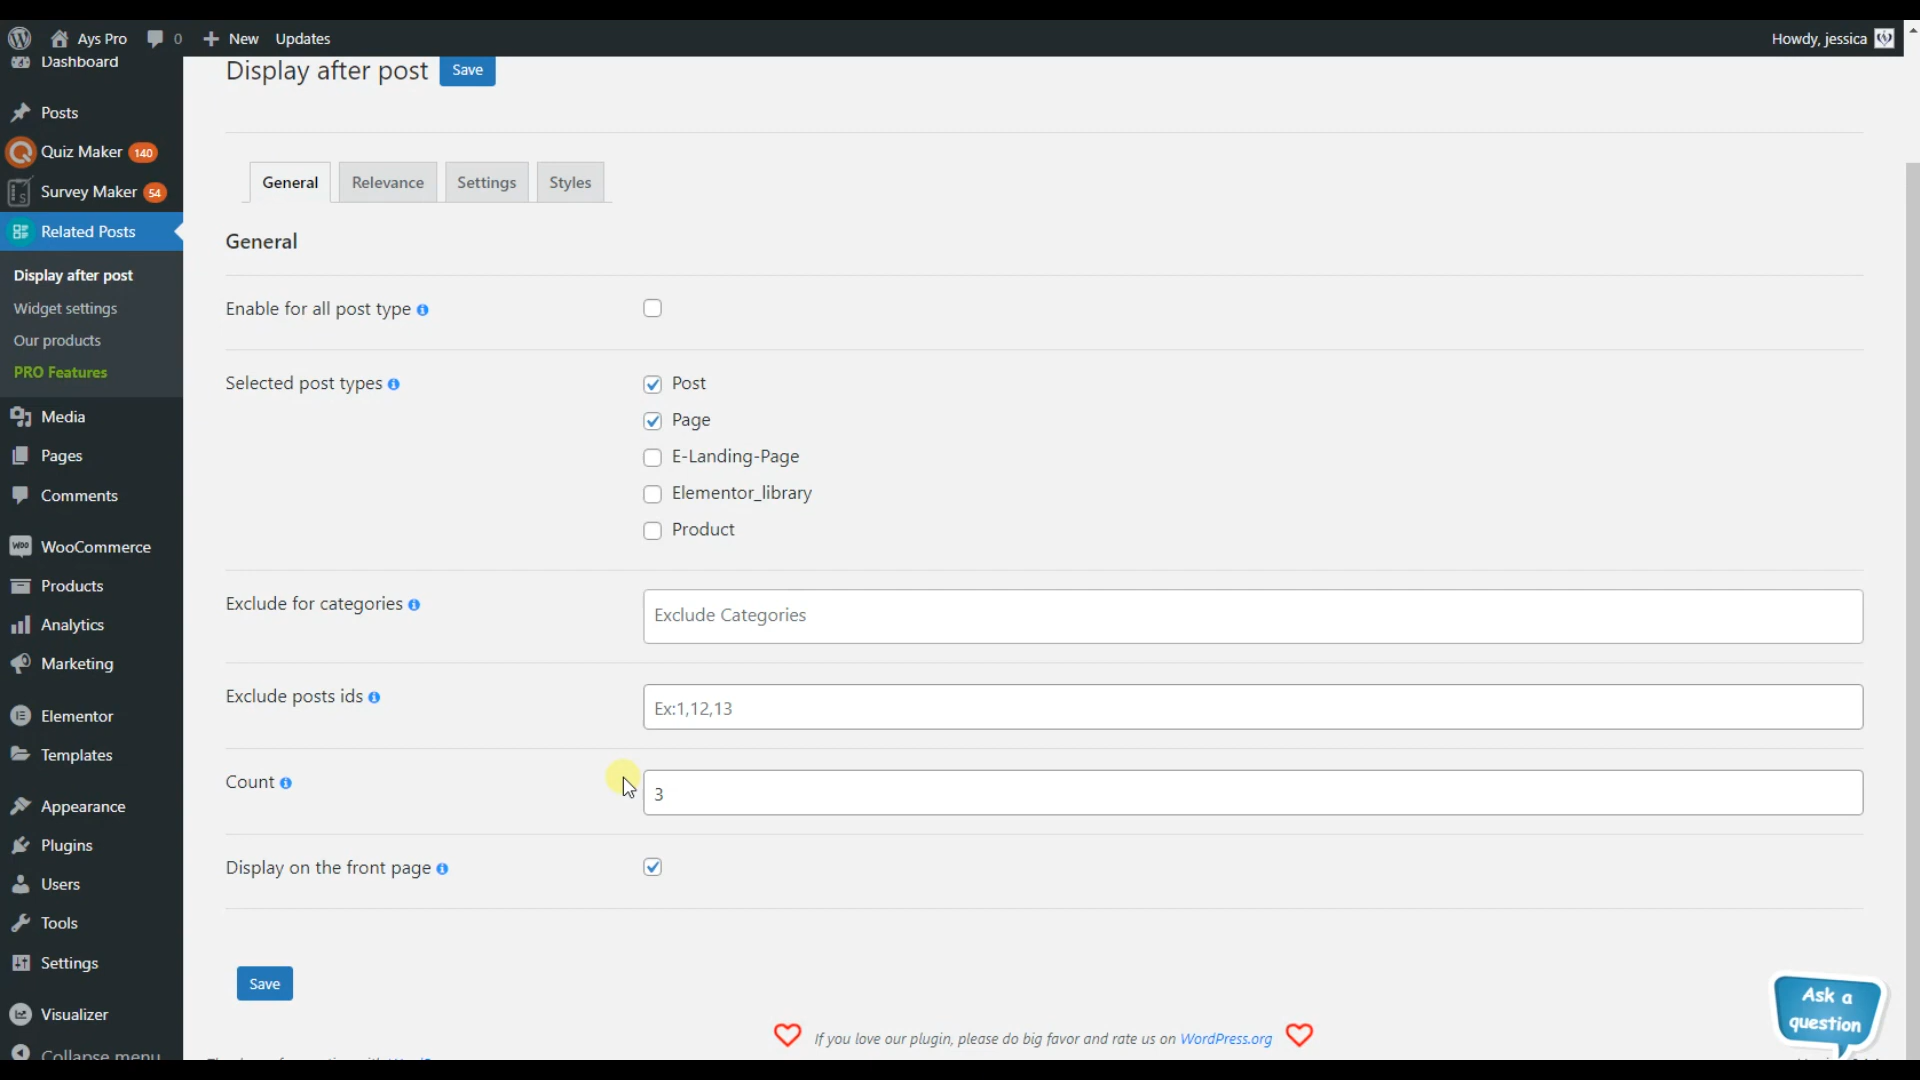 Ays Pro 0 New Updates Howdy, jessica
Dashboard
Posts
Quiz Maker 140
Survey Maker 54
Related Posts
Display after post
Widget settings
Our products
PRO Features
Media
Pages
Comments
WooCommerce
Products
Analytics
Marketing
Elementor
Templates
Appearance
Plugins
Users
Tools
Settings
Visualizer
Collapse menu
Display after post Save
General Relevance Settings Styles
General
Enable for all post type
Selected post types
Post
Page
E-Landing-Page
Elementor_library
Product
Exclude for categories Exclude Categories
Exclude posts ids Ex:1,12,13
Count 3
Display on the front page
Save
If you love our plugin, please do big favor and rate us on WordPress.org
Ask a
question